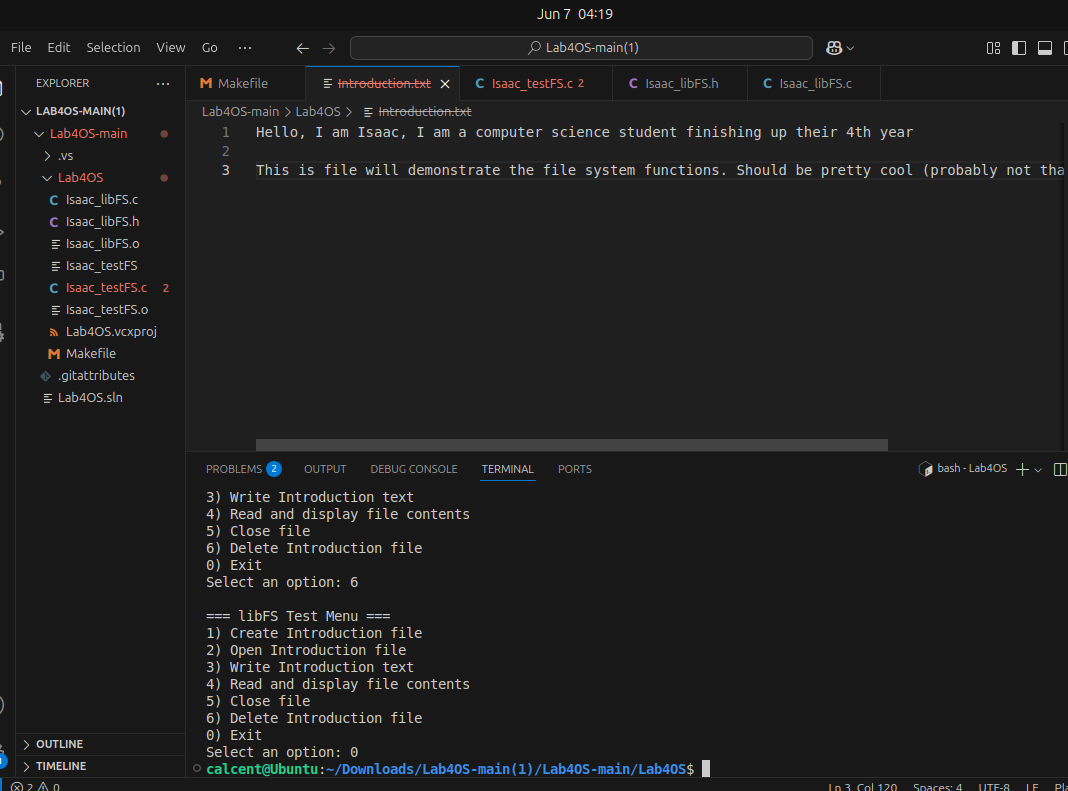 Jun 7 04:19
File Edit Selection View Go ··· Lab4OS-main(1)
EXPLORER ···
LAB4OS-MAIN(1)
Lab4OS-main
.vs
Lab4OS
Isaac_libFS.c
Isaac_libFS.h
Isaac_libFS.o
Isaac_testFS
Isaac_testFS.c 2
Isaac_testFS.o
Lab4OS.vcxproj
Makefile
.gitattributes
Lab4OS.sln
OUTLINE
TIMELINE
Makefile Introduction.txt Isaac_testFS.c 2 Isaac_libFS.h Isaac_libFS.c
Lab4OS-main > Lab4OS > Introduction.txt
1 Hello, I am Isaac, I am a computer science student finishing up their 4th year
2
3 This is file will demonstrate the file system functions. Should be pretty cool (probably not tha
PROBLEMS 2 OUTPUT DEBUG CONSOLE TERMINAL PORTS bash - Lab4OS
3) Write Introduction text
4) Read and display file contents
5) Close file
6) Delete Introduction file
0) Exit
Select an option: 6
=== libFS Test Menu ===
1) Create Introduction file
2) Open Introduction file
3) Write Introduction text
4) Read and display file contents
5) Close file
6) Delete Introduction file
0) Exit
Select an option: 0
calcent@Ubuntu:~/Downloads/Lab4OS-main(1)/Lab4OS-main/Lab4OS$
2 0 Ln 3, Col 120 Spaces: 4 UTF-8 LF